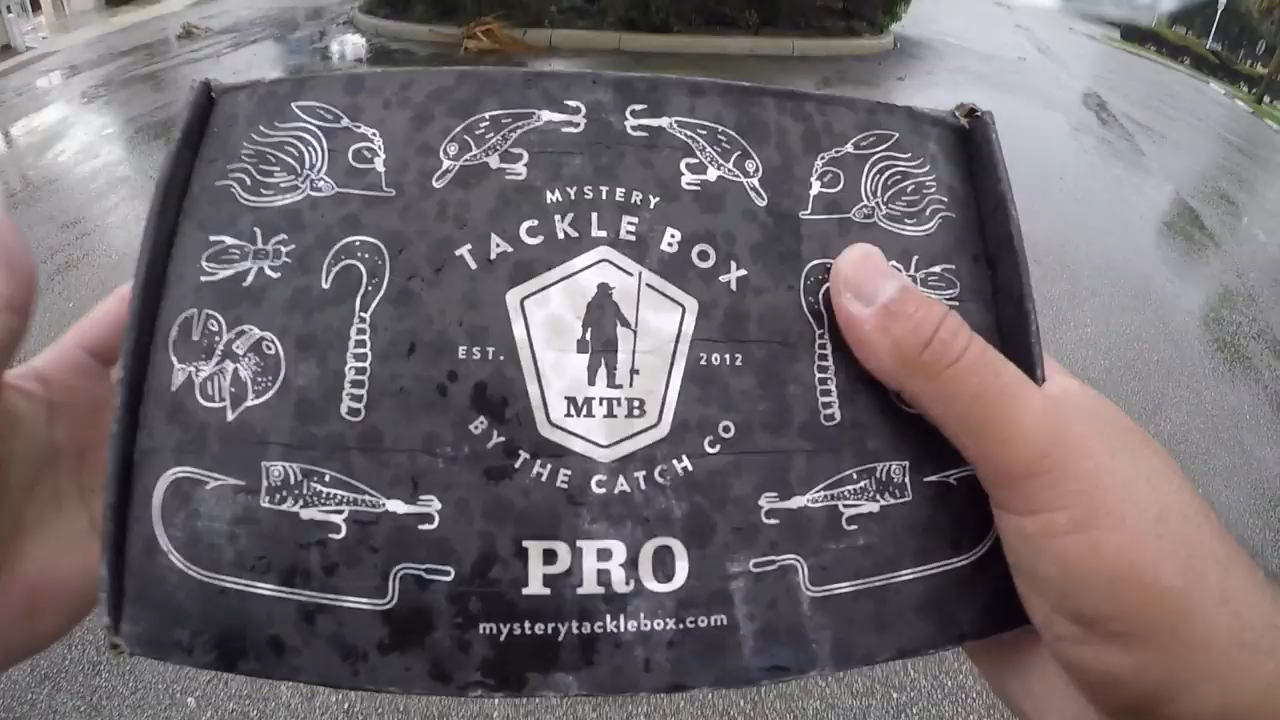 MYSTERY
TACKLE BOX
EST. 2012
MTB
BY THE CATCH CO
PRO
mysterytacklebox.com